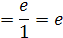 = e/1 = e